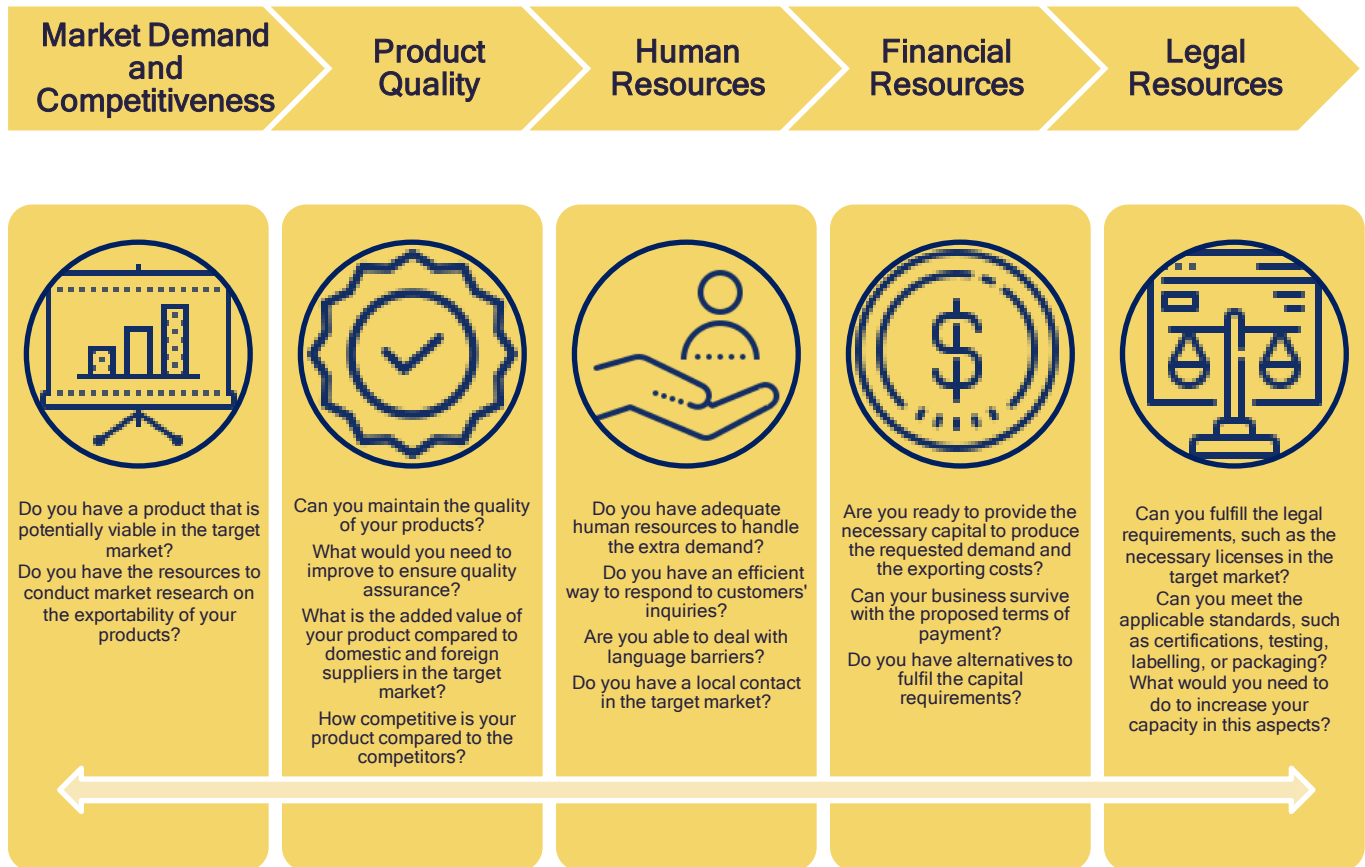 Market Demand
and
Competitiveness
Product
Quality
Human
Resources
Financial
Resources
Legal
Resources
Do you have a product that is
potentially viable in the target
market?
Do you have the resources to
conduct market research on
the exportability of your
products?
Can you maintain the quality
of your products?
What would you need to
improve to ensure quality
assurance?
What is the added value of
your product compared to
domestic and foreign
suppliers in the target
market?
How competitive is your
product compared to the
competitors?
Do you have adequate
human resources to handle
the extra demand?
Do you have an efficient
way to respond to customers'
inquiries?
Are you able to deal with
language barriers?
Do you have a local contact
in the target market?
Are you ready to provide the
necessary capital to produce
the requested demand and
the exporting costs?
Can your business survive
with the proposed terms of
payment?
Do you have alternatives to
fulfil the capital
requirements?
Can you fulfill the legal
requirements, such as the
necessary licenses in the
target market?
Can you meet the
applicable standards, such
as certifications, testing,
labelling, or packaging?
What would you need to
do to increase your
capacity in this aspects?